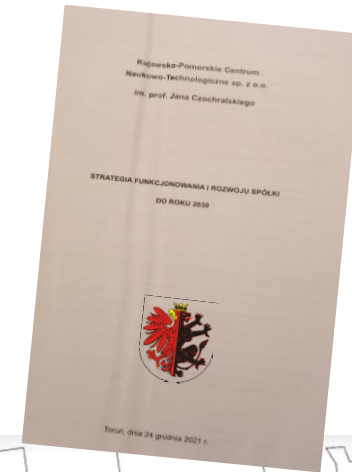 Kujawsko-Pomorskie Centrum
Naukowo-Technologiczne sp. z o.o.
im. prof. Jana Czochralskiego
STRATEGIA FUNKCJONOWANIA I ROZWOJU SPÓŁKI
DO ROKU 2030
Toruń, dnia 24 grudnia 2021 r.